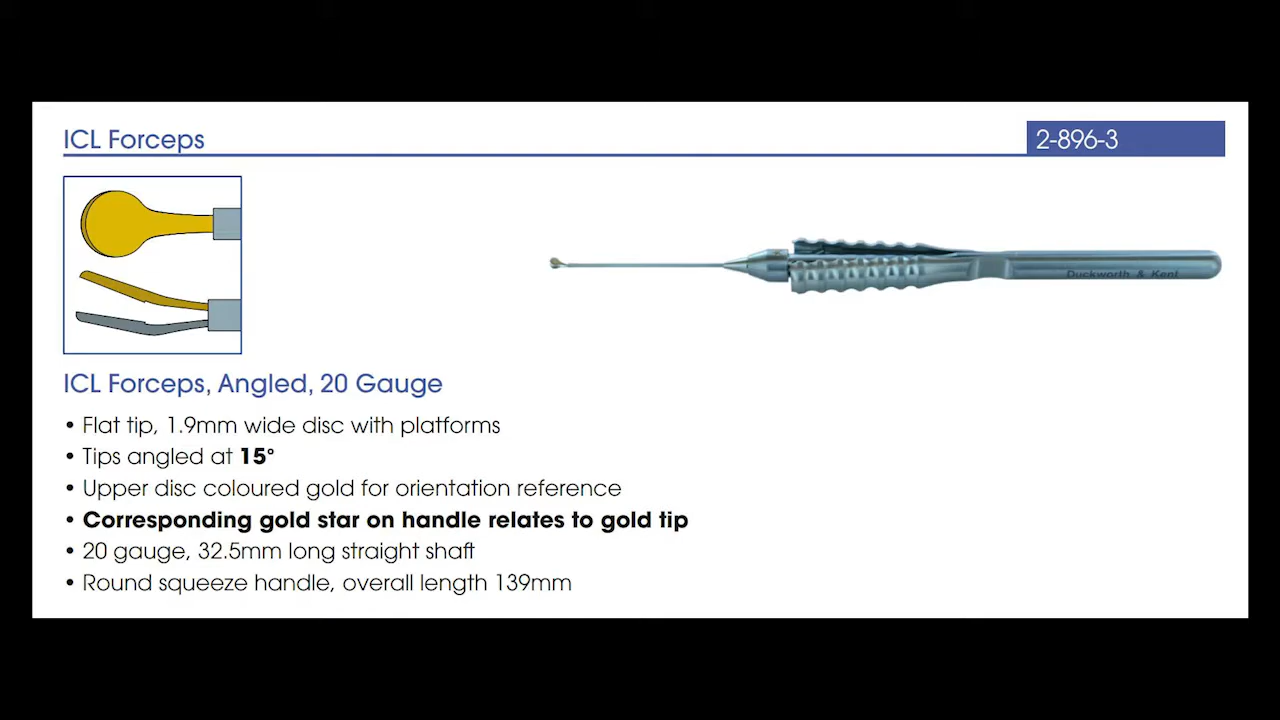 ICL Forceps
2-896-3
Duckworth & Kent
ICL Forceps, Angled, 20 Gauge
• Flat tip, 1.9mm wide disc with platforms
• Tips angled at 15°
• Upper disc coloured gold for orientation reference
• Corresponding gold star on handle relates to gold tip
• 20 gauge, 32.5mm long straight shaft
• Round squeeze handle, overall length 139mm